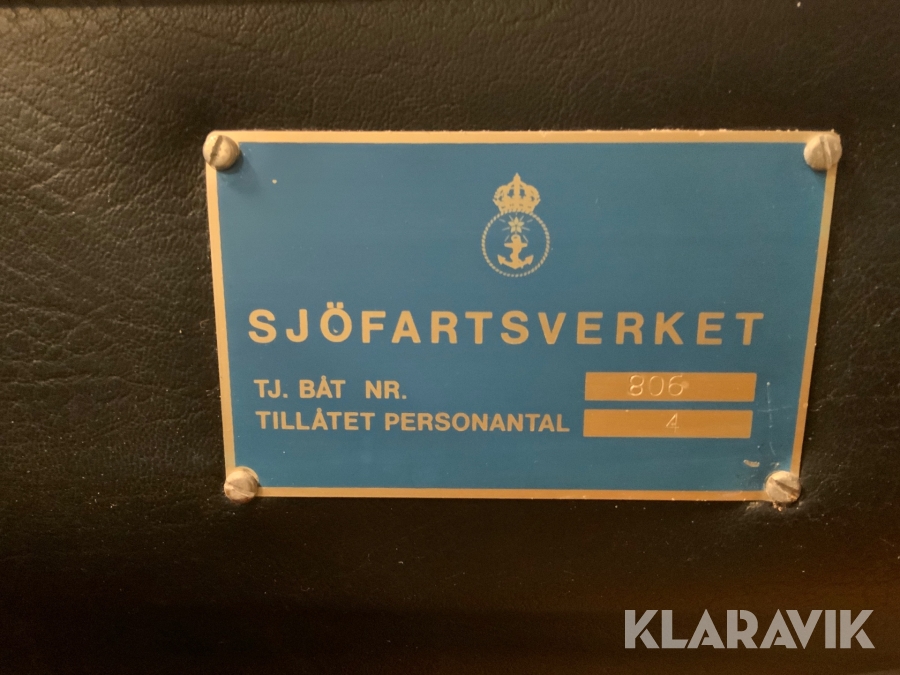 SJÖFARTSVERKET
TJ. BÅT NR. 806
TILLÅTET PERSONANTAL 4
KLARAVIK